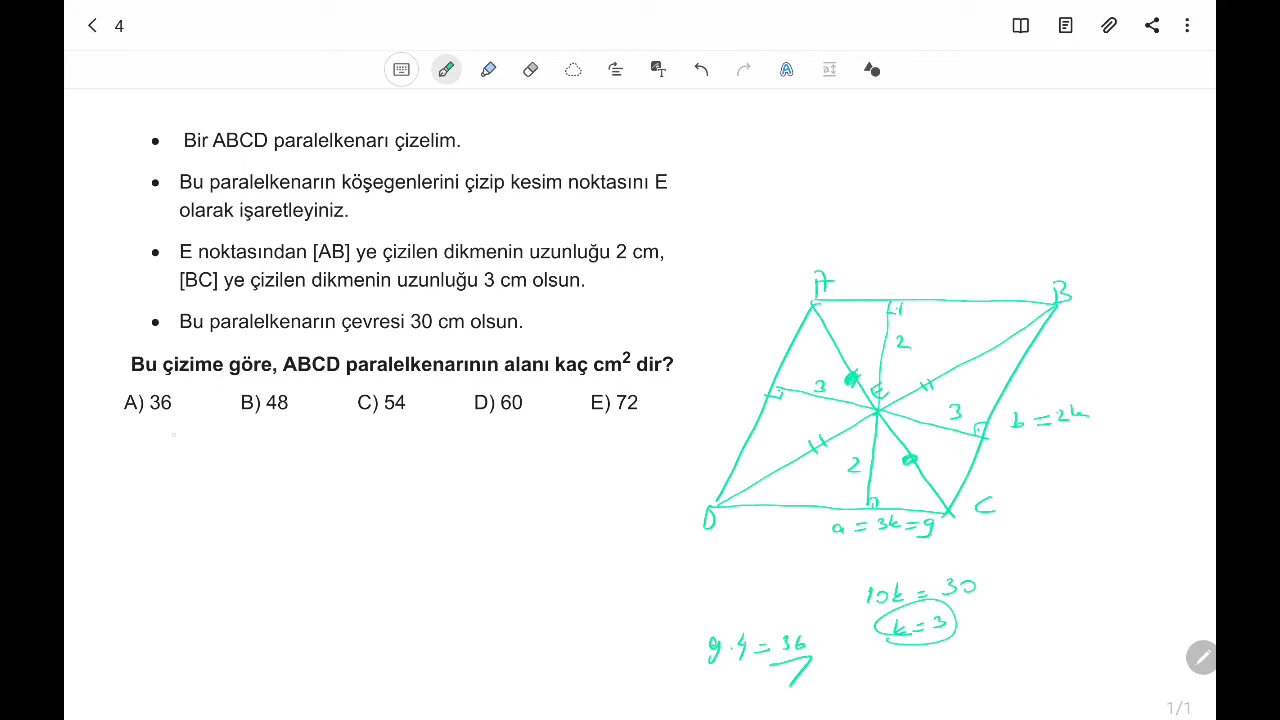 4
Bir ABCD paralelkenarı çizelim.
Bu paralelkenarın köşegenlerini çizip kesim noktasını E
olarak işaretleyiniz.
E noktasından [AB] ye çizilen dikmenin uzunluğu 2 cm,
[BC] ye çizilen dikmenin uzunluğu 3 cm olsun.
Bu paralelkenarın çevresi 30 cm olsun.
Bu çizime göre, ABCD paralelkenarının alanı kaç cm² dir?
A) 36 B) 48 C) 54 D) 60 E) 72
A
B
2
E
3
3
b = 2k
2
D
C
a = 3k = 9
10k = 30
k = 3
9.4 = 36
1/1